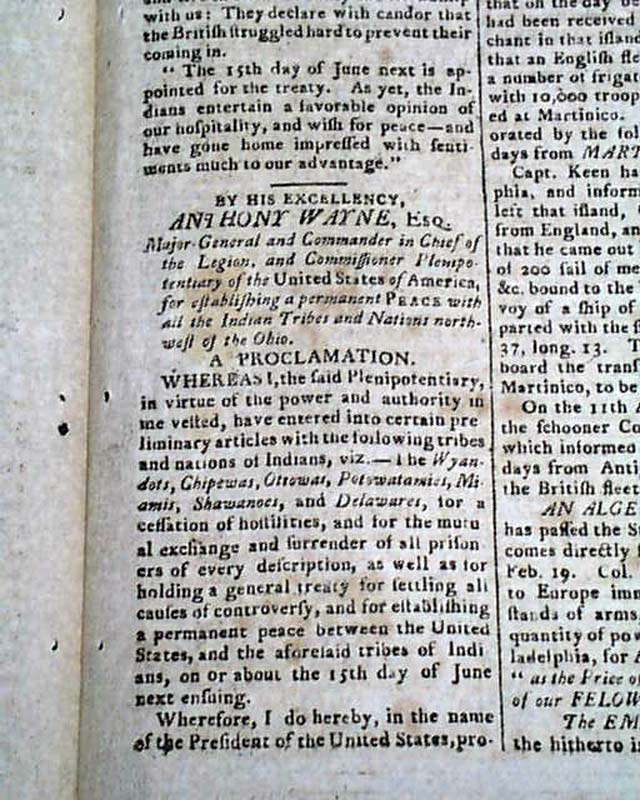 with us: They declare with candor that
the Britiſh ſtruggled hard to prevent their
coming in.
" The 15th day of June next is ap-
pointed for the treaty. As yet, the In-
dians entertain a favorable opinion of
our hoſpitality, and wiſh for peace—and
have gone home impreſſed with ſenti-
ments much to our advantage."
BY HIS EXCELLENCY,
ANTHONY WAYNE, Esq.
Major-General and Commander in Chief of
the Legion, and Commiſſioner Plenipo-
tentiary of the United States of America,
for eſtabliſhing a permanent PEACE with
all the Indian Tribes and Nations north-
weſt of the Ohio.
A PROCLAMATION.
WHEREAS I, the ſaid Plenipotentiary,
in virtue of the power and authority in
me veſted, have entered into certain pre
liminary articles with the following tribes
and nations of Indians, viz.—The Wyan-
dots, Chipewas, Ottowas, Potowatamies, Mi-
amis, Shawanoes, and Delawares, for a
ceſſation of hoſtilities, and for the mutu
al exchange and ſurrender of all priſon
ers of every deſcription, as well as for
holding a general treaty for ſettling all
cauſes of controverſy, and for eſtabliſhing
a permanent peace between the United
States, and the aforeſaid tribes of Indi
ans, on or about the 15th day of June
next enſuing.
Wherefore, I do hereby, in the name
of the Preſident of the United States, pro-
that on the day
had been received
chant in that iſland
that an Engliſh fle
a number of frigat
with 10,000 troop
ed at Martinico.
orated by the fol
days from MART
Capt. Keen ha
phia, and inform
left that iſland,
from England, an
that he came out
of 200 ſail of me
&c. bound to the
voy of a ſhip of
parted with the f
37, long. 13. T
board the tranſ
Martinico, to be
On the 11th A
the ſchooner Co
which informed
days from Anti
the Britiſh fleet
AN ALGE
has paſſed the S
comes directly
Feb. 19. Col.
to Europe imm
ſtands of arms,
quantity of pow
ladelphia, for A
" as the Price of
of our FELOW
The EM
the hitherto i